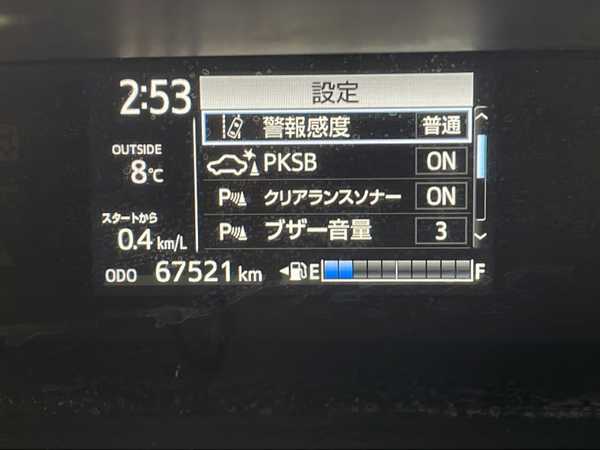 2:53
設定
警報感度 普通
OUTSIDE
8℃
PKSB ON
P クリアランスソナー ON
スタートから
0.4 km/L
P ブザー音量 3
ODO 67521 km E F